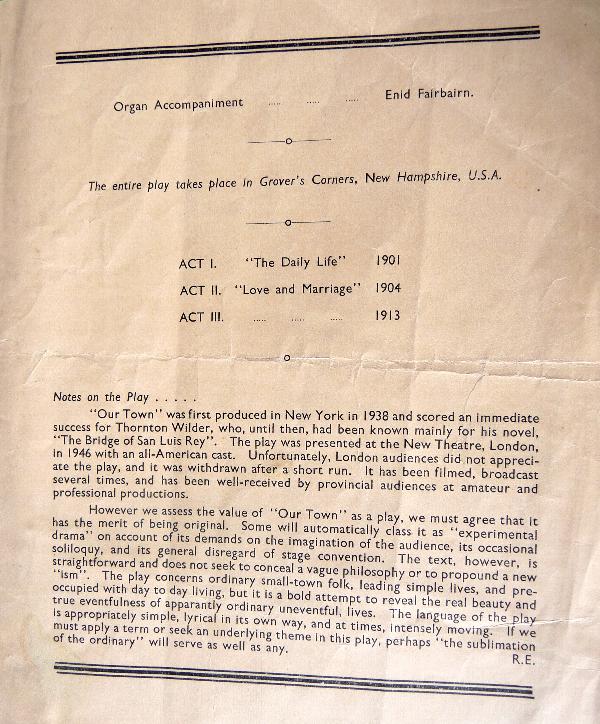 Organ Accompaniment ..... ..... ..... Enid Fairbairn.
The entire play takes place in Grover's Corners, New Hampshire, U.S.A.
ACT I. "The Daily Life" 1901
ACT II. "Love and Marriage" 1904
ACT III. ..... ..... ..... 1913
Notes on the Play . . . . .
"Our Town" was first produced in New York in 1938 and scored an immediate
success for Thornton Wilder, who, until then, had been known mainly for his novel,
"The Bridge of San Luis Rey". The play was presented at the New Theatre, London,
in 1946 with an all-American cast. Unfortunately, London audiences did not appreci-
ate the play, and it was withdrawn after a short run. It has been filmed, broadcast
several times, and has been well-received by provincial audiences at amateur and
professional productions.
However we assess the value of "Our Town" as a play, we must agree that it
has the merit of being original. Some will automatically class it as "experimental
drama" on account of its demands on the imagination of the audience, its occasional
soliloquy, and its general disregard of stage convention. The text, however, is
straightforward and does not seek to conceal a vague philosophy or to propound a new
"ism". The play concerns ordinary small-town folk, leading simple lives, and pre-
occupied with day to day living, but it is a bold attempt to reveal the real beauty and
true eventfulness of apparantly ordinary uneventful, lives. The language of the play
is appropriately simple, lyrical in its own way, and at times, intensely moving. If we
must apply a term or seek an underlying theme in this play, perhaps "the sublimation
of the ordinary" will serve as well as any.
R.E.